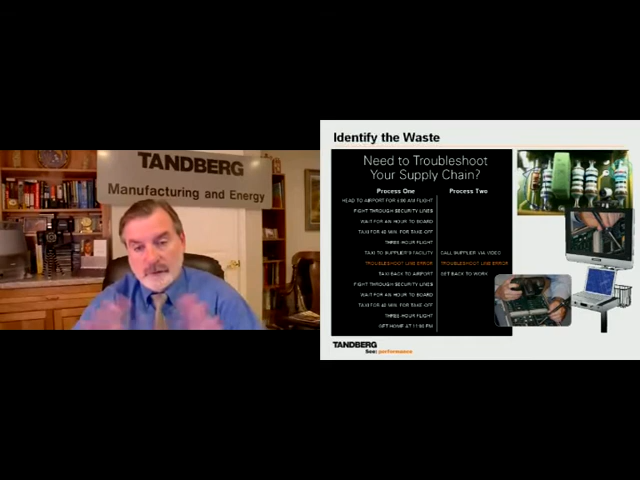 TANDBERG
Manufacturing and Energy
Identify the Waste
Need to Troubleshoot
Your Supply Chain?
Process One
HEAD TO AIRPORT FOR 6:00 AM FLIGHT
FIGHT THROUGH SECURITY LINES
WAIT FOR AN HOUR TO BOARD
TAXI FOR 40 MIN. FOR TAKE OFF
THREE-HOUR FLIGHT
TAXI TO SUPPLIER'S FACILITY
TROUBLESHOOT LINE ERROR
TAXI BACK TO AIRPORT
FIGHT THROUGH SECURITY LINES
WAIT FOR AN HOUR TO BOARD
TAXI FOR 40 MIN. FOR TAKE OFF
THREE-HOUR FLIGHT
GET HOME AT 11:00 PM
Process Two
CALL SUPPLIER VIA VIDEO
TROUBLESHOOT LINE ERROR
GET BACK TO WORK
TANDBERG
See: performance